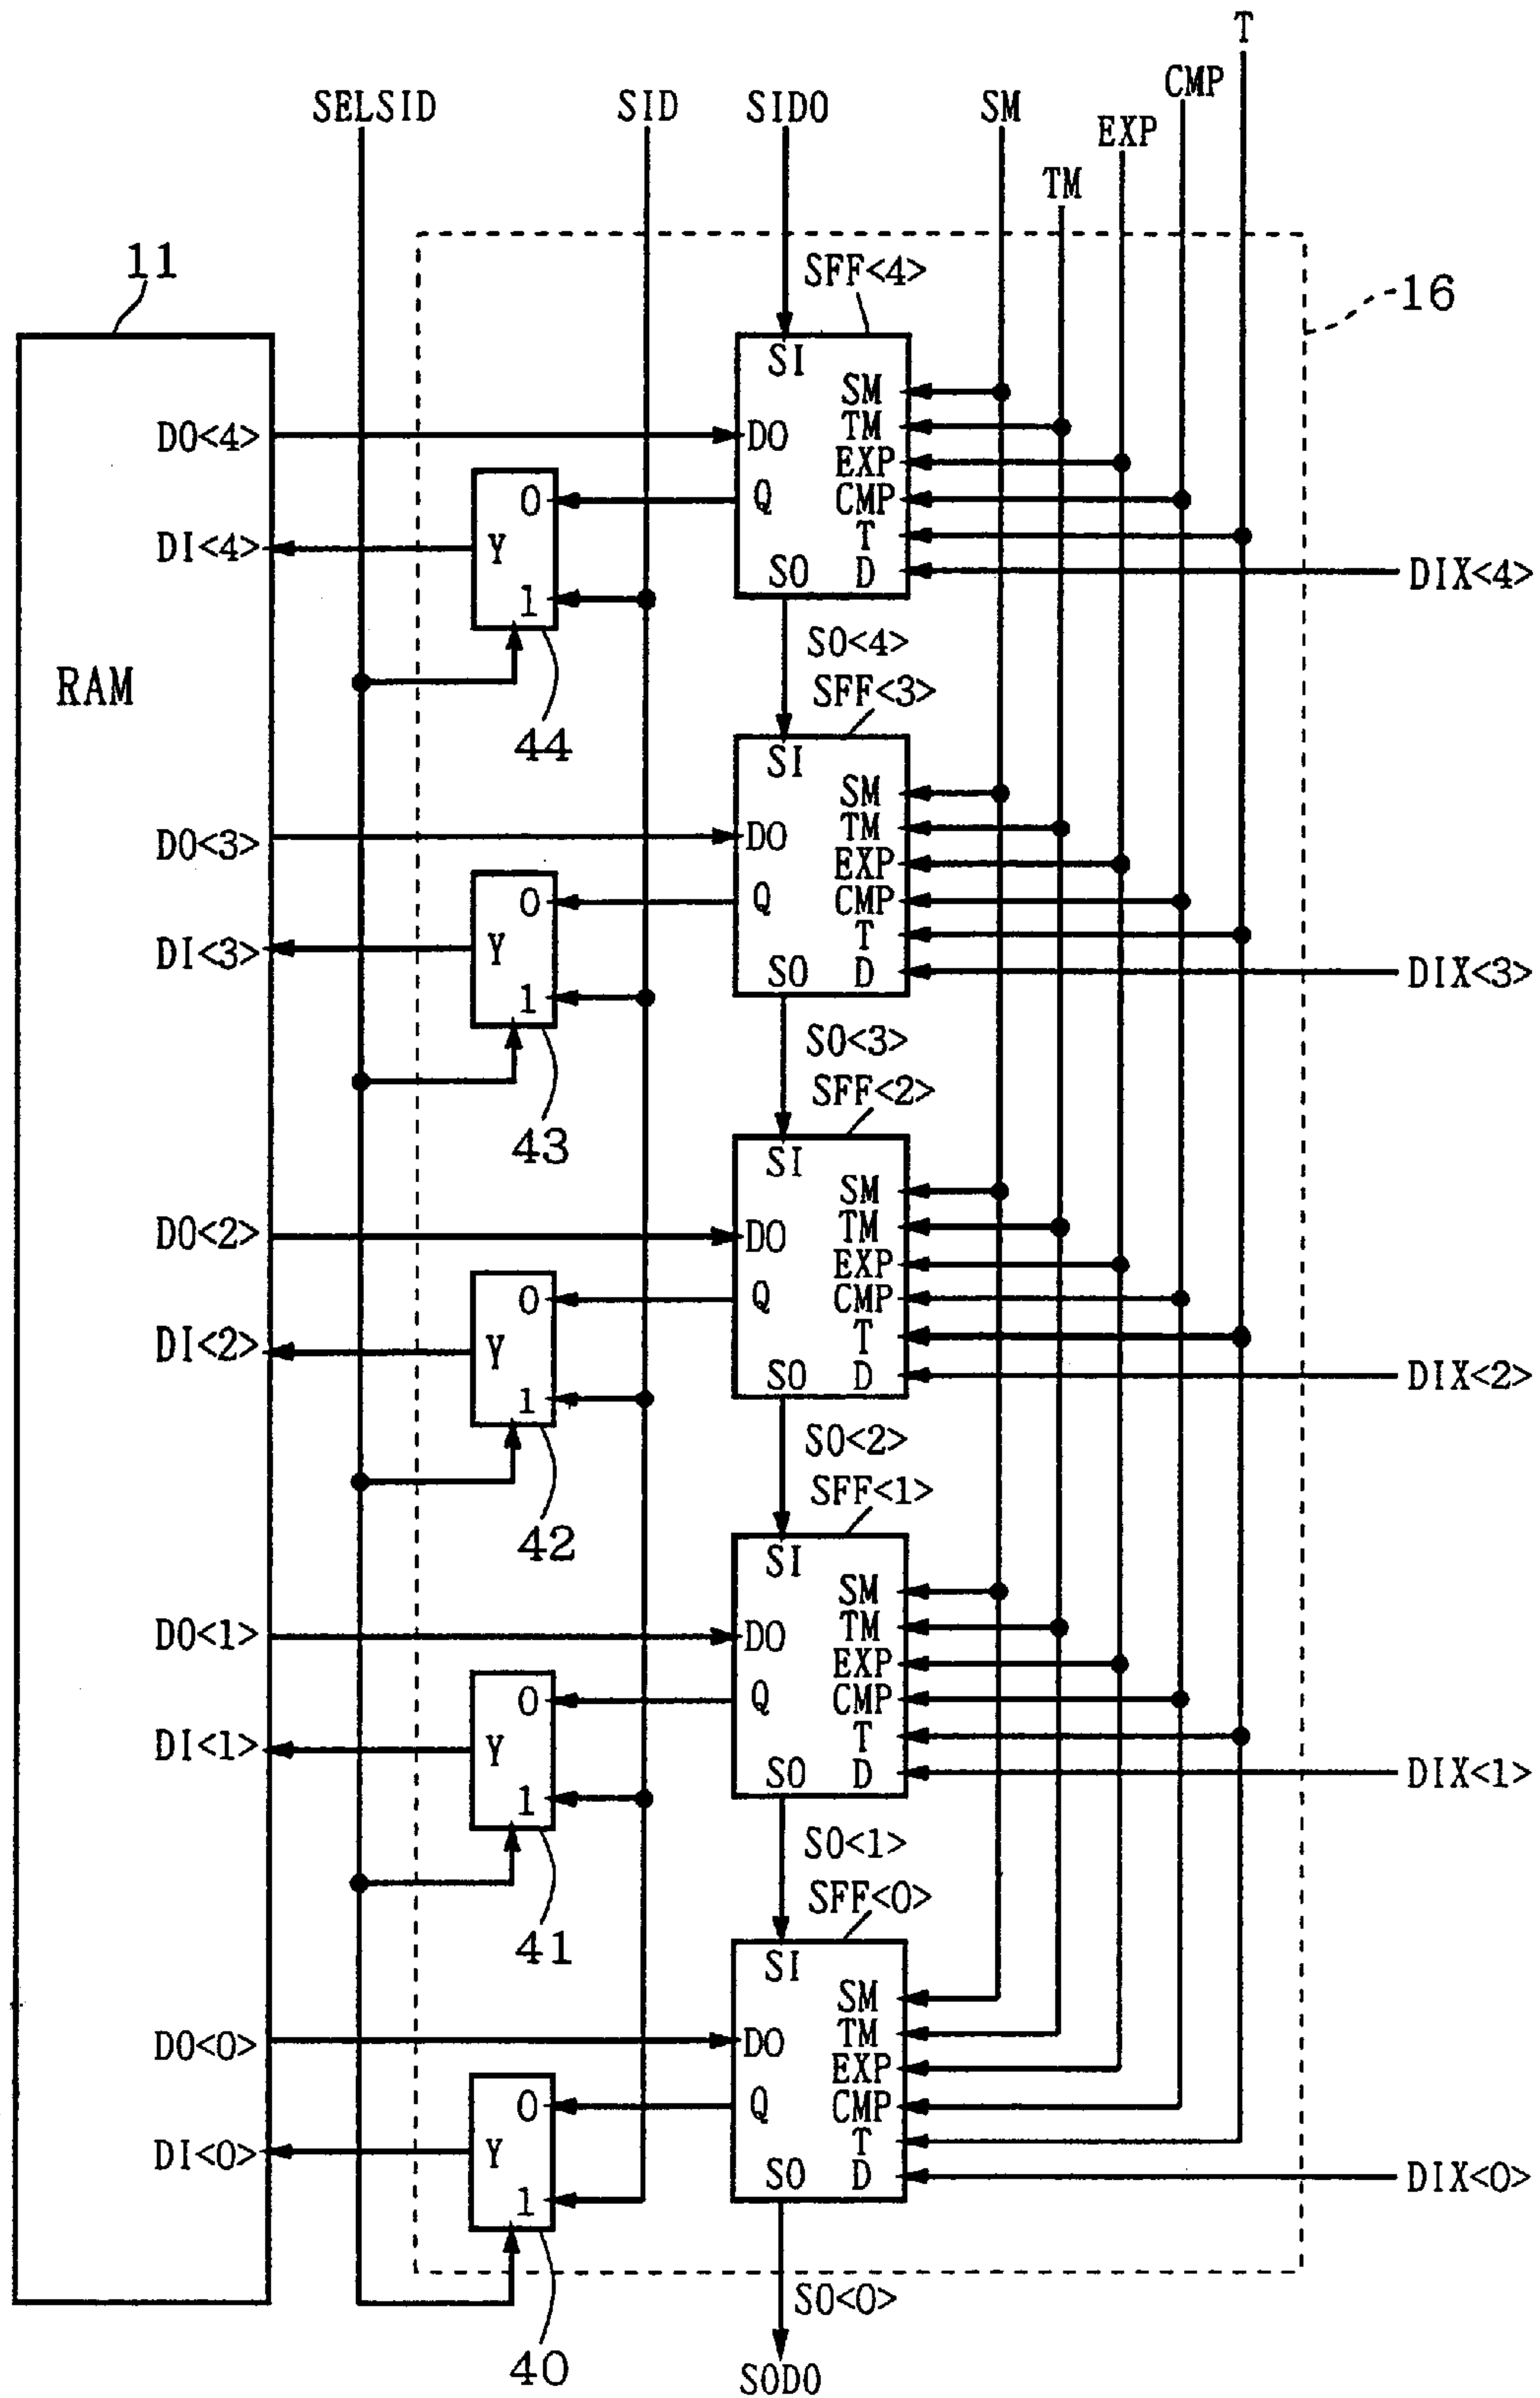 T
CMP
SELSID SID SIDO SM
EXP
TM
11
SFF<4>
16
SI
SM
DO<4> DO TM
EXP
0 Q CMP
DI<4> Y T
1 SO D DIX<4>
SO<4>
RAM
SFF<3>
44
SI
SM
DO<3> DO TM
EXP
0 Q CMP
DI<3> Y T
1 SO D DIX<3>
SO<3>
SFF<2>
43
SI
SM
DO<2> DO TM
EXP
0 Q CMP
DI<2> Y T
1 SO D DIX<2>
SO<2>
SFF<1>
42
SI
SM
DO<1> DO TM
EXP
0 Q CMP
DI<1> Y T
1 SO D DIX<1>
SO<1>
SFF<0>
41
SI
SM
DO<0> DO TM
EXP
0 Q CMP
DI<0> Y T
1 SO D DIX<0>
SO<0>
40
SODO